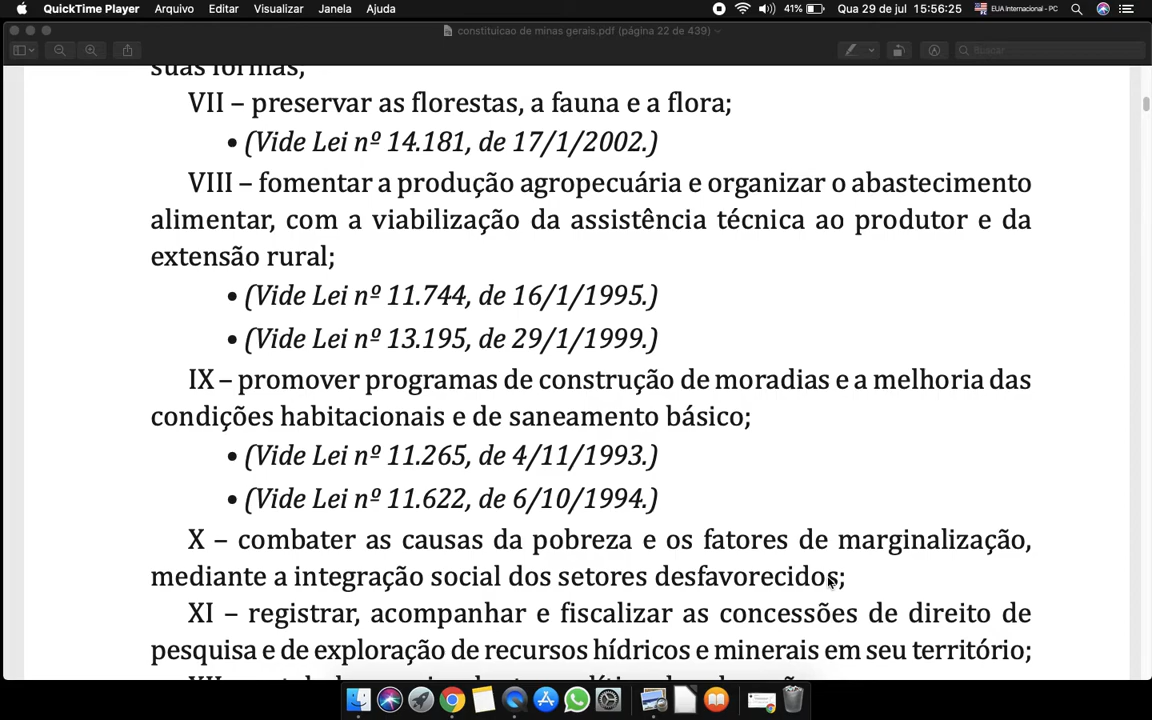 QuickTime Player Arquivo Editar Visualizar Janela Ajuda 41% Qua 29 de jul 15:56:25 EUA Internacional - PC
constituicao de minas gerais.pdf (página 22 de 439)
Buscar
suas formas;
VII – preservar as florestas, a fauna e a flora;
• (Vide Lei nº 14.181, de 17/1/2002.)
VIII – fomentar a produção agropecuária e organizar o abastecimento
alimentar, com a viabilização da assistência técnica ao produtor e da
extensão rural;
• (Vide Lei nº 11.744, de 16/1/1995.)
• (Vide Lei nº 13.195, de 29/1/1999.)
IX – promover programas de construção de moradias e a melhoria das
condições habitacionais e de saneamento básico;
• (Vide Lei nº 11.265, de 4/11/1993.)
• (Vide Lei nº 11.622, de 6/10/1994.)
X – combater as causas da pobreza e os fatores de marginalização,
mediante a integração social dos setores desfavorecidos;
XI – registrar, acompanhar e fiscalizar as concessões de direito de
pesquisa e de exploração de recursos hídricos e minerais em seu território;